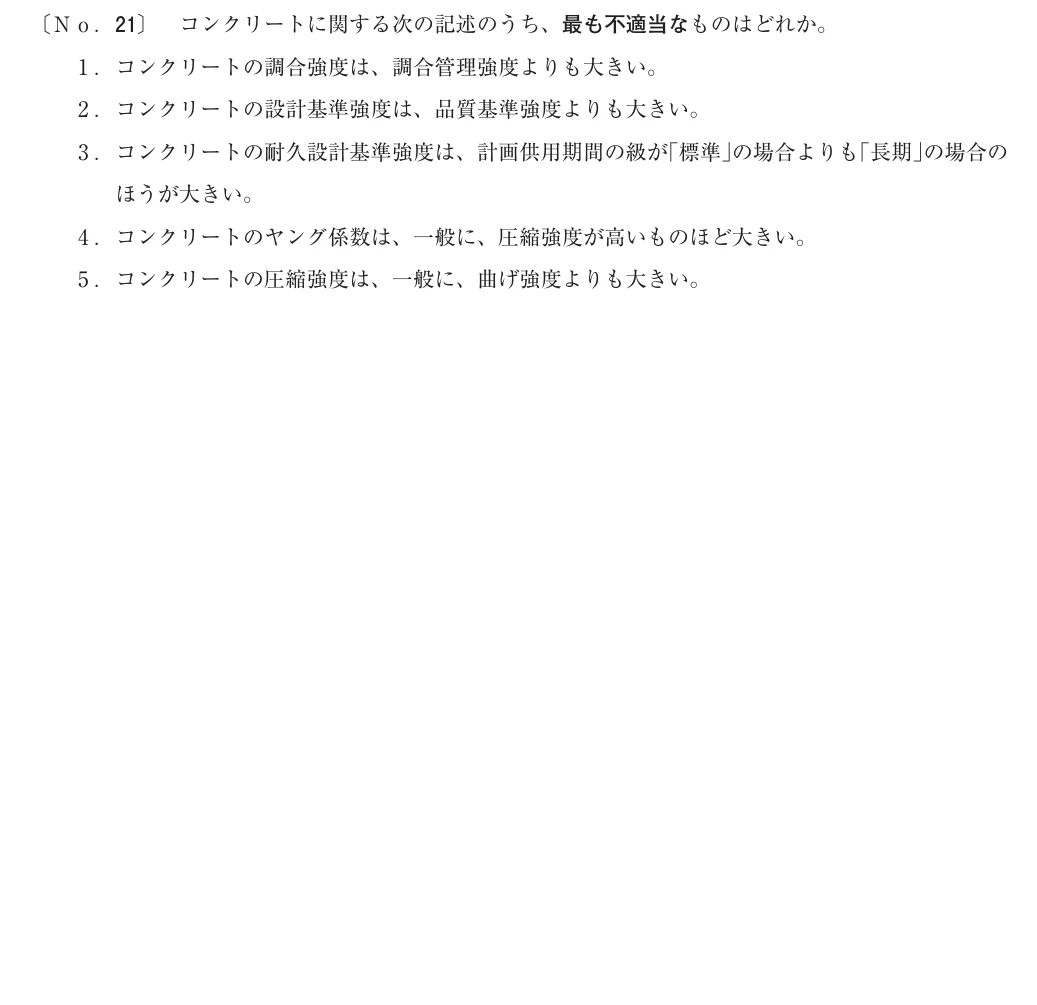 〔Ｎｏ．21〕　コンクリートに関する次の記述のうち、最も不適当なものはどれか。
１．コンクリートの調合強度は、調合管理強度よりも大きい。
２．コンクリートの設計基準強度は、品質基準強度よりも大きい。
３．コンクリートの耐久設計基準強度は、計画供用期間の級が「標準」の場合よりも「長期」の場合の
ほうが大きい。
４．コンクリートのヤング係数は、一般に、圧縮強度が高いものほど大きい。
５．コンクリートの圧縮強度は、一般に、曲げ強度よりも大きい。